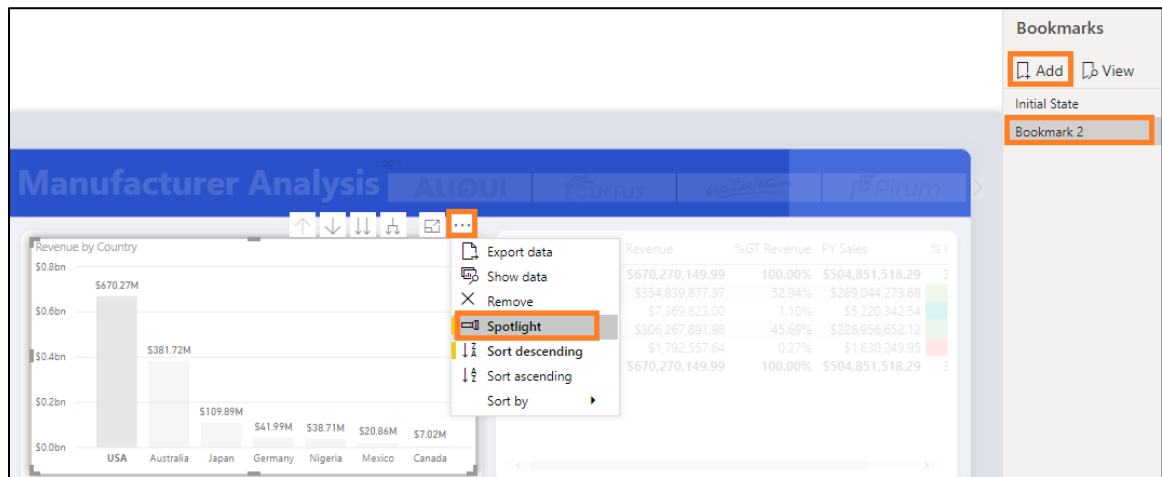 Bookmarks
Add View
Initial State
Bookmark 2
Logo
Manufacturer Analysis ALIQUI Currus natura Pirum
Revenue by Country
$0.8bn
$0.6bn
$0.4bn
$0.2bn
$0.0bn
$670.27M
$381.72M
$109.89M
$41.99M
$38.71M
$20.86M
$7.02M
USA Australia Japan Germany Nigeria Mexico Canada
Export data
Show data
Remove
Spotlight
Sort descending
Sort ascending
Sort by
Revenue %GT Revenue PY Sales
$670,270,149.99 100.00% $504,851,518.29
$354,839,877.37 52.94% $269,044,273.68
$7,369,823.00 1.10% $5,220,342.54
$306,267,891.98 45.69% $228,956,652.12
$1,792,557.64 0.27% $1,630,249.95
$670,270,149.99 100.00% $504,851,518.29